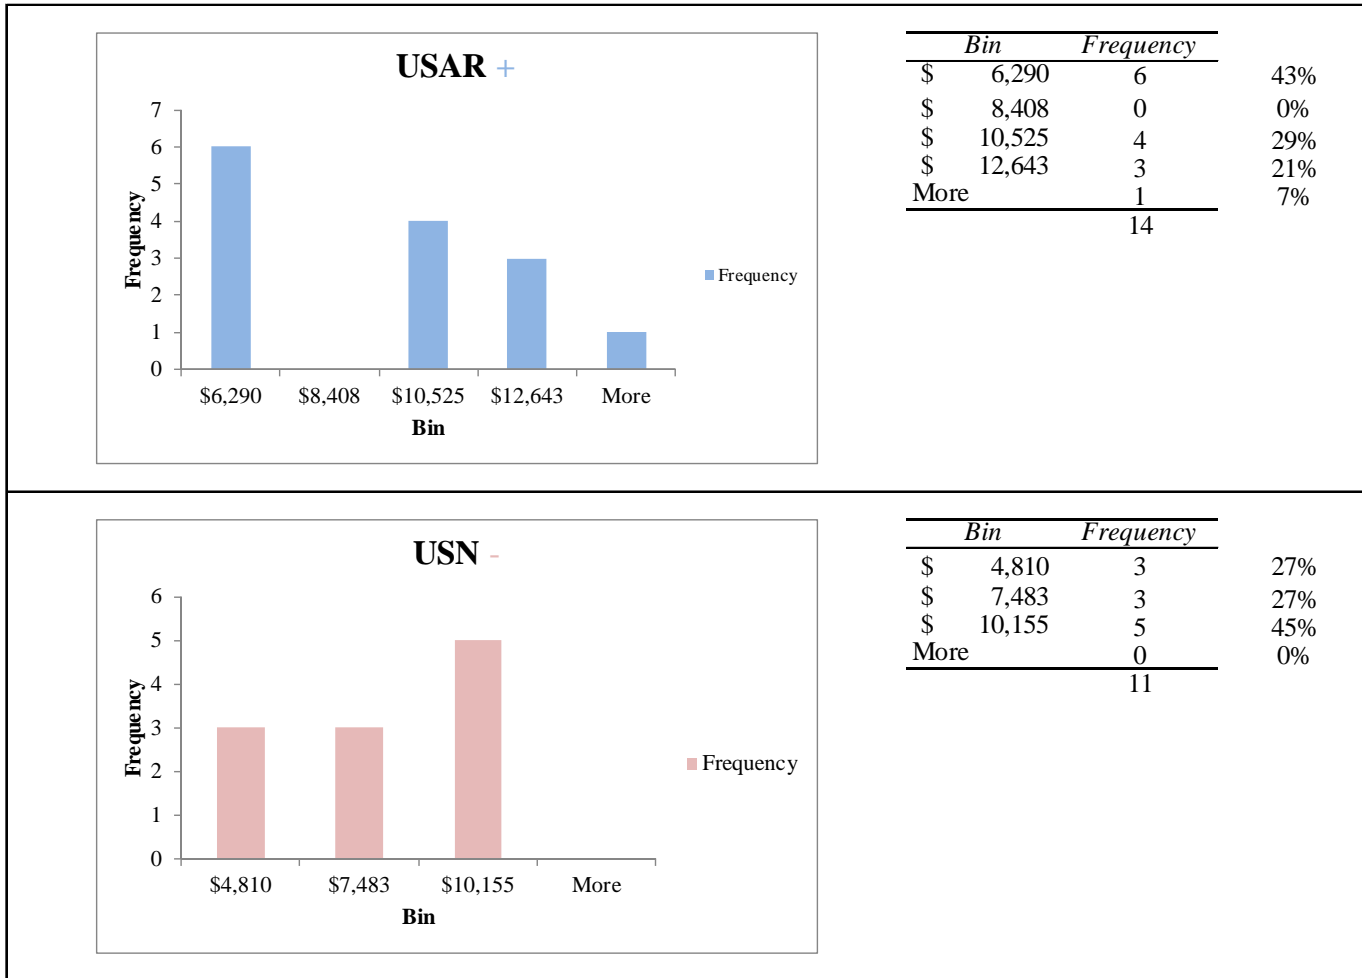 USAR +
7
6
5
4
3
2
1
0
Frequency
$6,290 $8,408 $10,525 $12,643 More
Bin
Frequency
Bin Frequency
$ 6,290 6 43%
$ 8,408 0 0%
$ 10,525 4 29%
$ 12,643 3 21%
More 1 7%
14
USN -
6
5
4
3
2
1
0
Frequency
$4,810 $7,483 $10,155 More
Bin
Frequency
Bin Frequency
$ 4,810 3 27%
$ 7,483 3 27%
$ 10,155 5 45%
More 0 0%
11